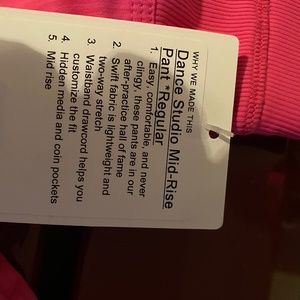 WHY WE MADE THIS
Dance Studio Mid-Rise
Pant *Regular
1. Easy, comfortable, and never
clingy, these pants are in our
after-practice hall of fame
2. Swift fabric is lightweight and
two-way stretch
3. Waistband drawcord helps you
customize the fit
4. Hidden media and coin pockets
5. Mid rise